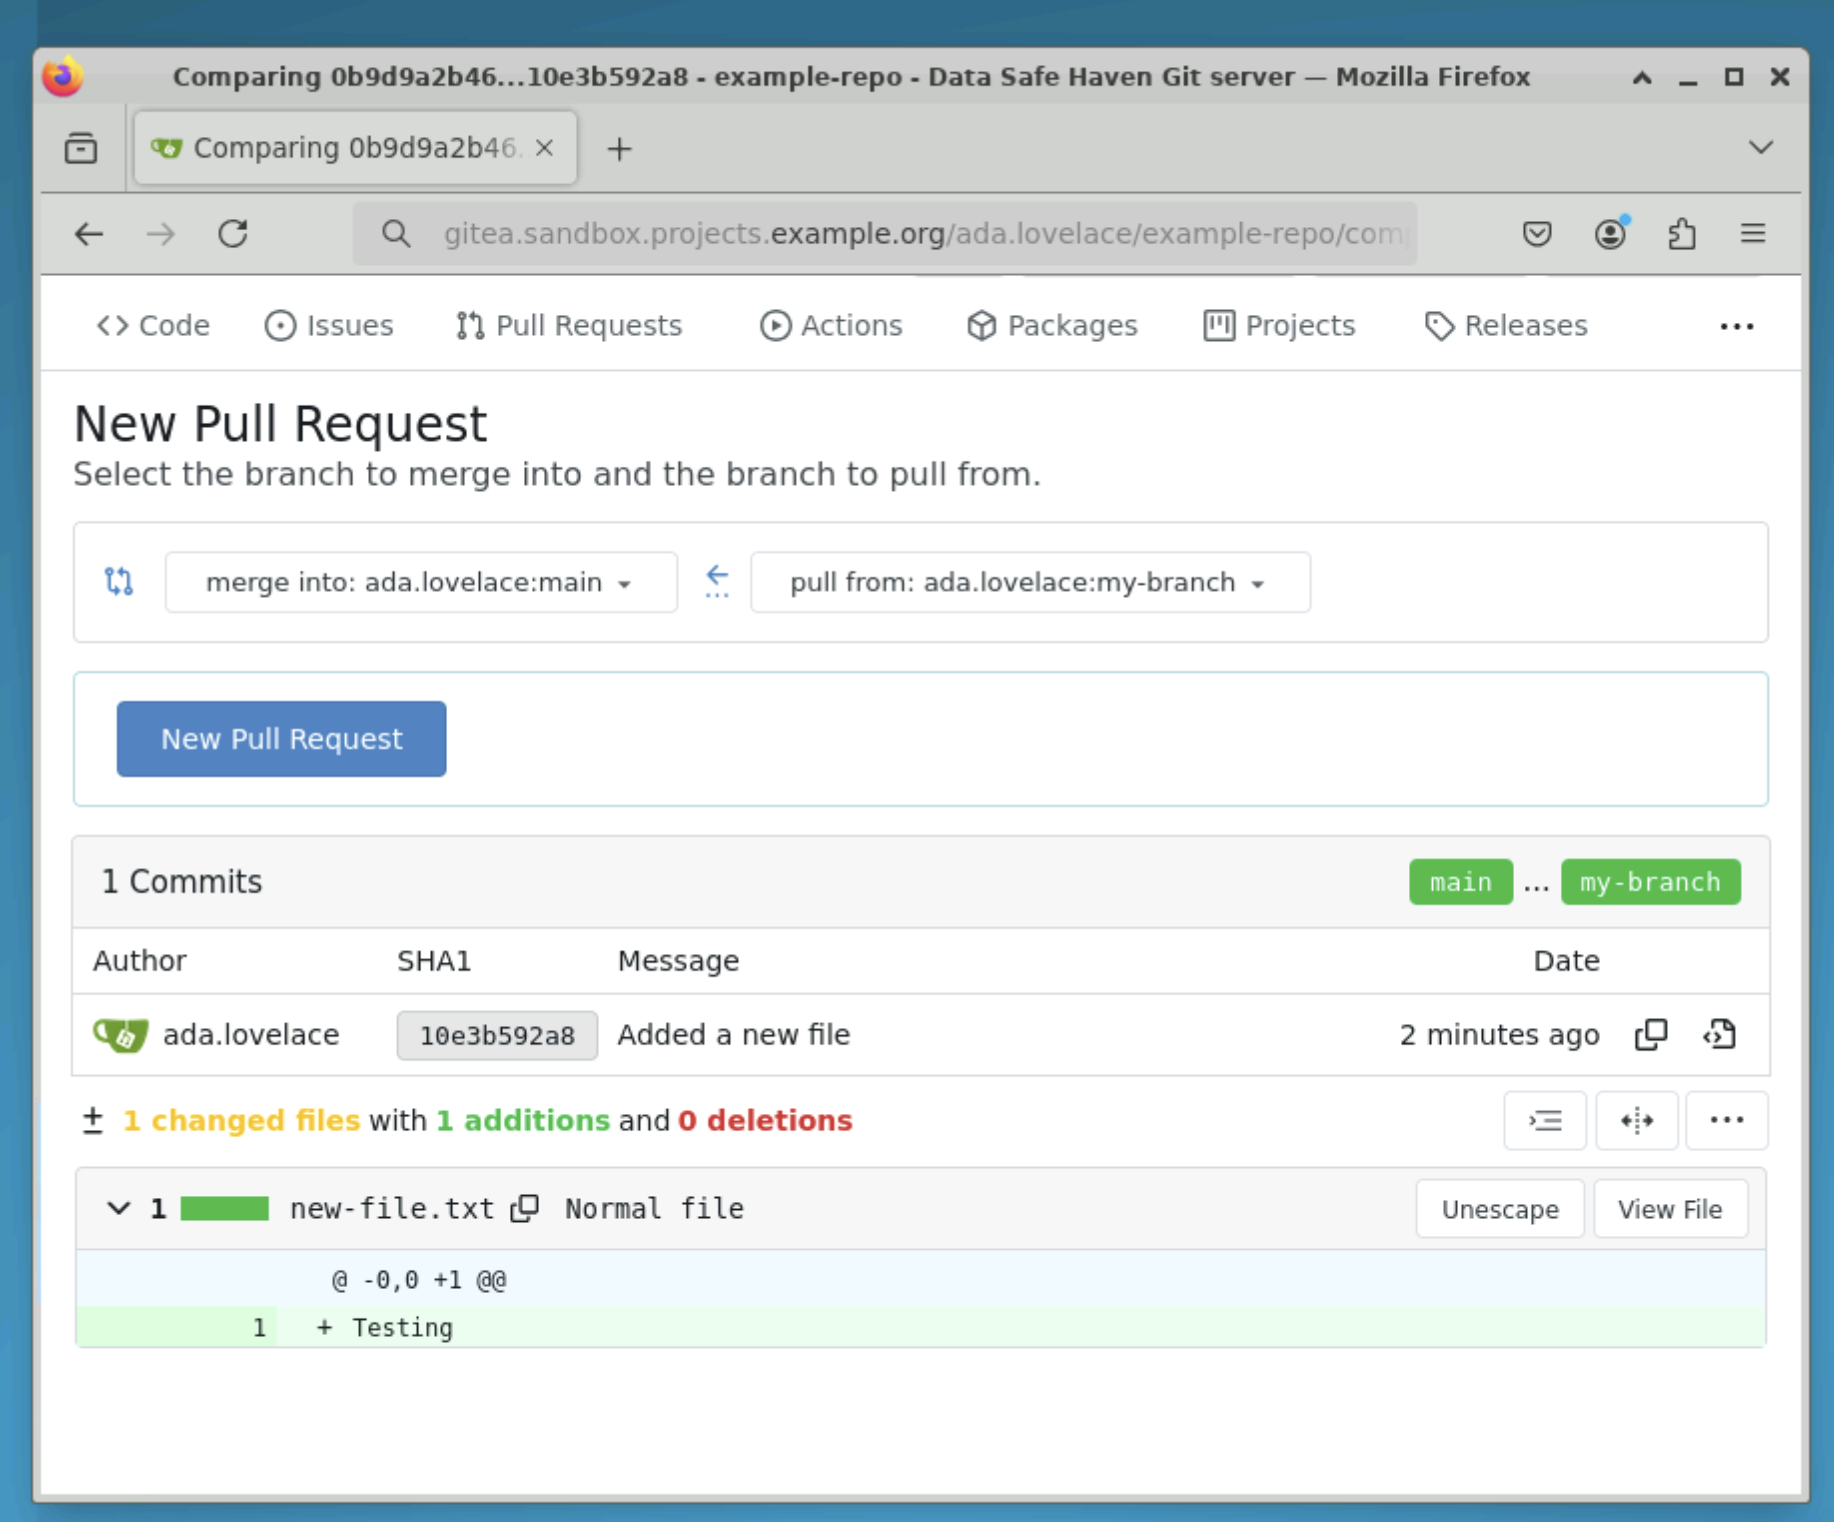 Comparing 0b9d9a2b46...10e3b592a8 - example-repo - Data Safe Haven Git server — Mozilla Firefox
Comparing 0b9d9a2b46.
gitea.sandbox.projects.example.org/ada.lovelace/example-repo/com
Code Issues Pull Requests Actions Packages Projects Releases ...
New Pull Request
Select the branch to merge into and the branch to pull from.
merge into: ada.lovelace:main pull from: ada.lovelace:my-branch
New Pull Request
1 Commits main ... my-branch
Author SHA1 Message Date
ada.lovelace 10e3b592a8 Added a new file 2 minutes ago
1 changed files with 1 additions and 0 deletions
1 new-file.txt Normal file Unescape View File
@ -0,0 +1 @@
1 + Testing